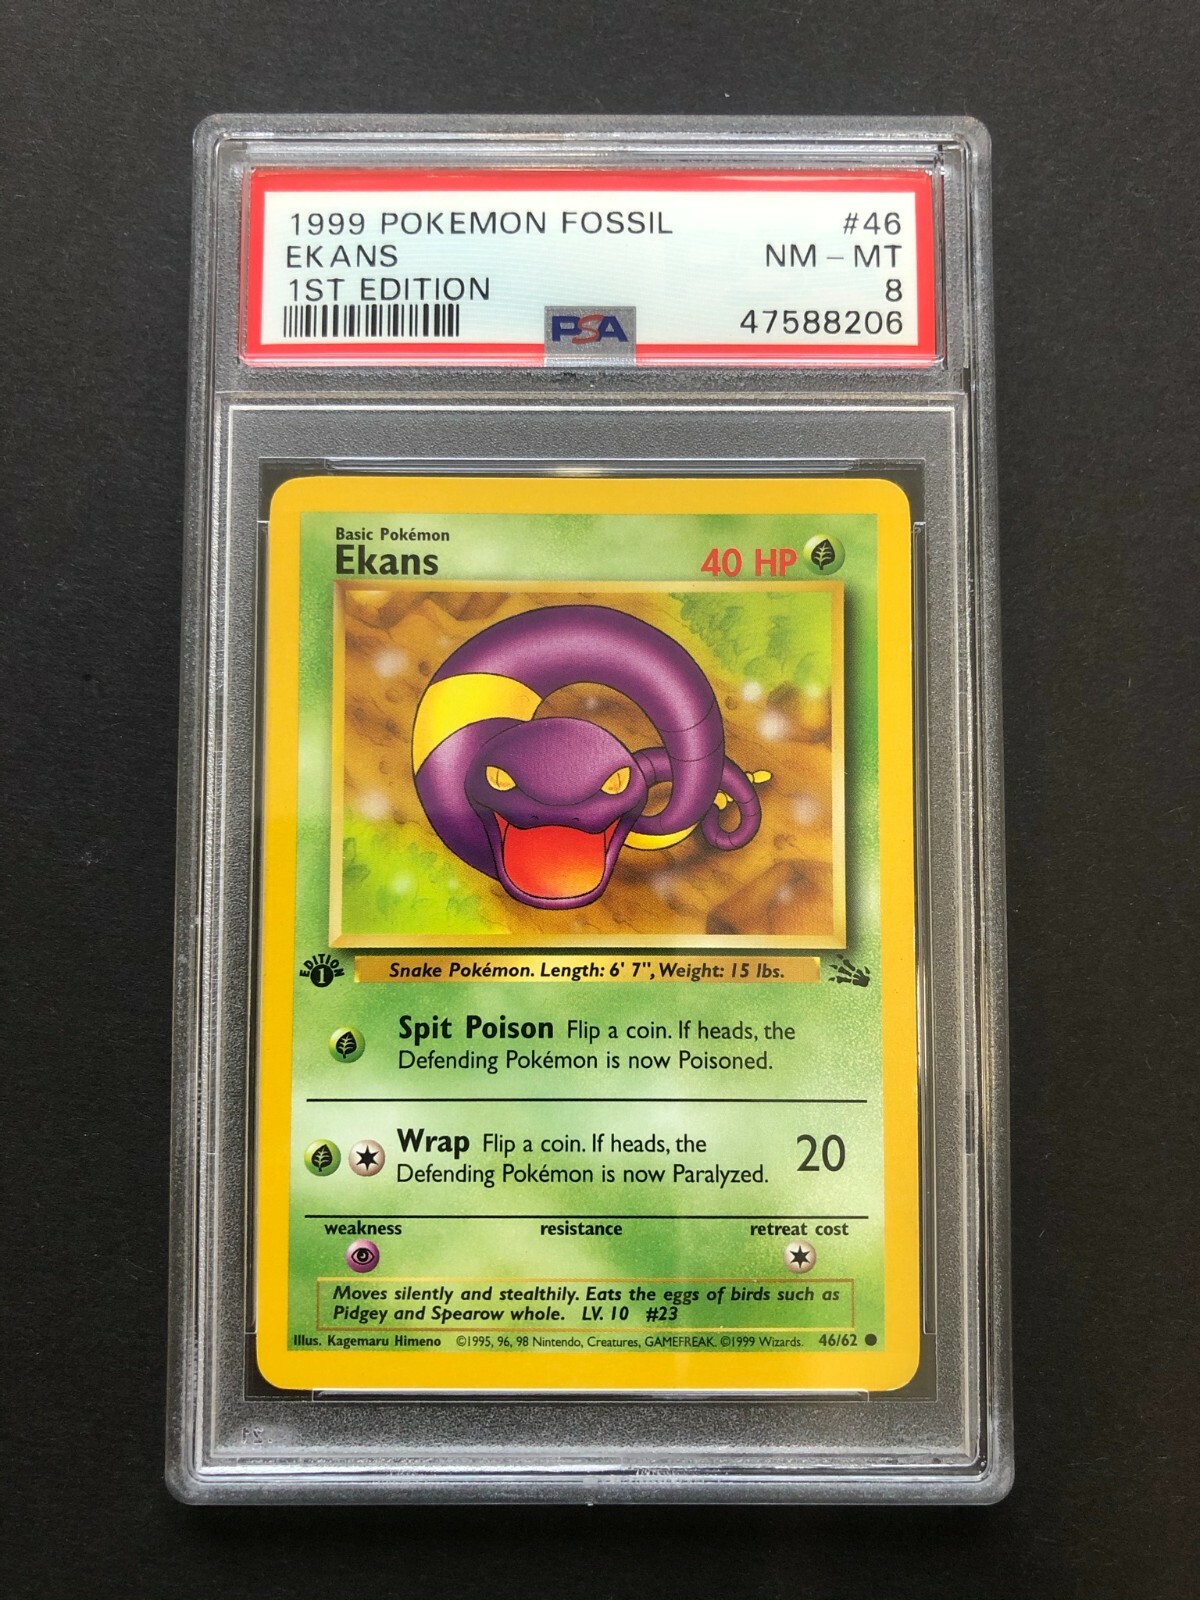 1999 POKEMON FOSSIL #46
EKANS NM - MT
1ST EDITION 8
PSA 47588206
Basic Pokémon
Ekans 40 HP
EDITION 1
Snake Pokémon. Length: 6' 7", Weight: 15 lbs.
Spit Poison Flip a coin. If heads, the
Defending Pokémon is now Poisoned.
Wrap Flip a coin. If heads, the 20
Defending Pokémon is now Paralyzed.
weakness resistance retreat cost
Moves silently and stealthily. Eats the eggs of birds such as
Pidgey and Spearow whole. LV. 10 #23
Illus. Kagemaru Himeno ©1995, 96, 98 Nintendo, Creatures, GAMEFREAK. ©1999 Wizards. 46/62